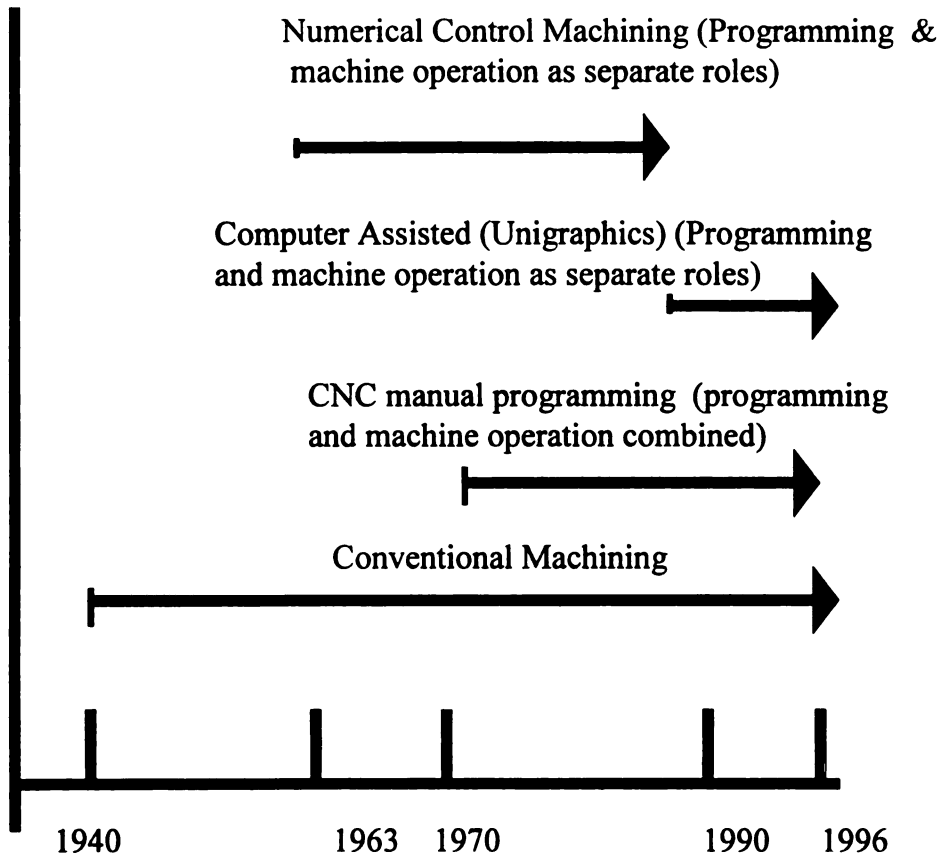 Numerical Control Machining (Programming &
machine operation as separate roles)
Computer Assisted (Unigraphics) (Programming
and machine operation as separate roles)
CNC manual programming (programming
and machine operation combined)
Conventional Machining
1940 1963 1970 1990 1996